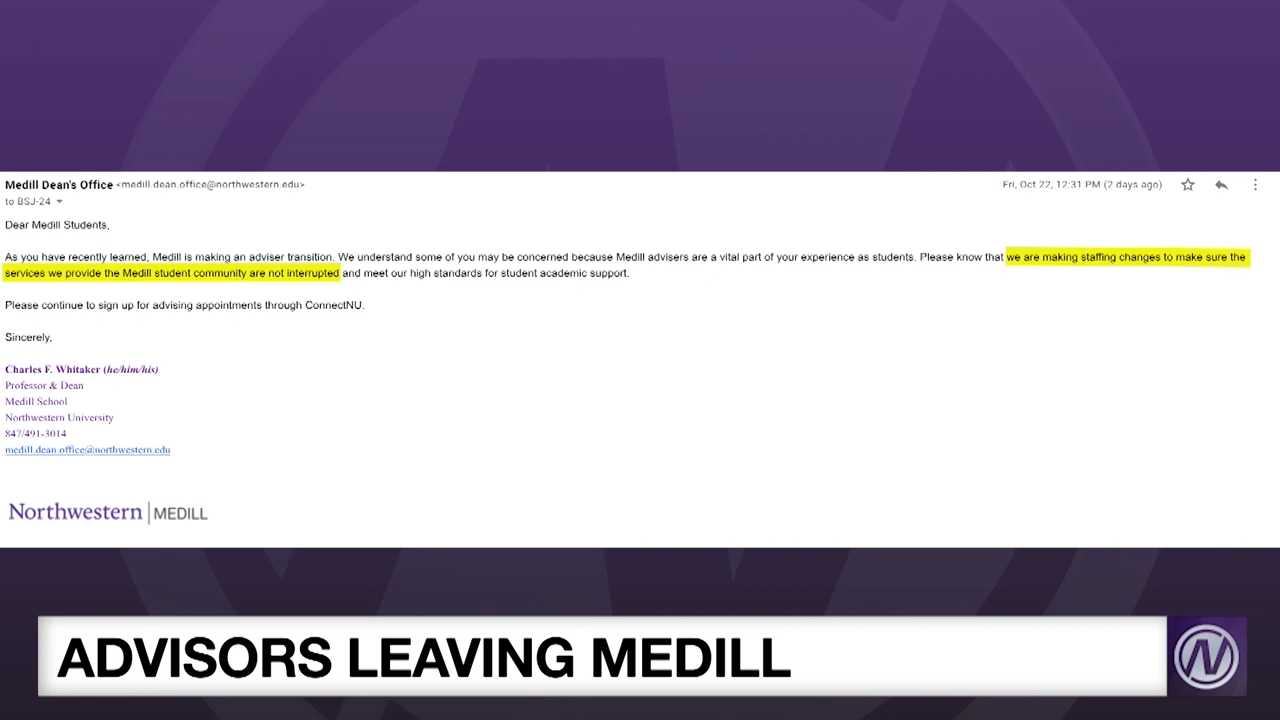 Medill Dean's Office <medill.dean.office@northwestern.edu>
Fri, Oct 22, 12:31 PM (2 days ago)
to BSJ-24
Dear Medill Students,
As you have recently learned, Medill is making an adviser transition. We understand some of you may be concerned because Medill advisers are a vital part of your experience as students. Please know that we are making staffing changes to make sure the
services we provide the Medill student community are not interrupted and meet our high standards for student academic support.
Please continue to sign up for advising appointments through ConnectNU.
Sincerely,
Charles F. Whitaker (he/him/his)
Professor & Dean
Medill School
Northwestern University
847/491-3014
medill.dean.office@northwestern.edu
Northwestern | MEDILL
ADVISORS LEAVING MEDILL
N